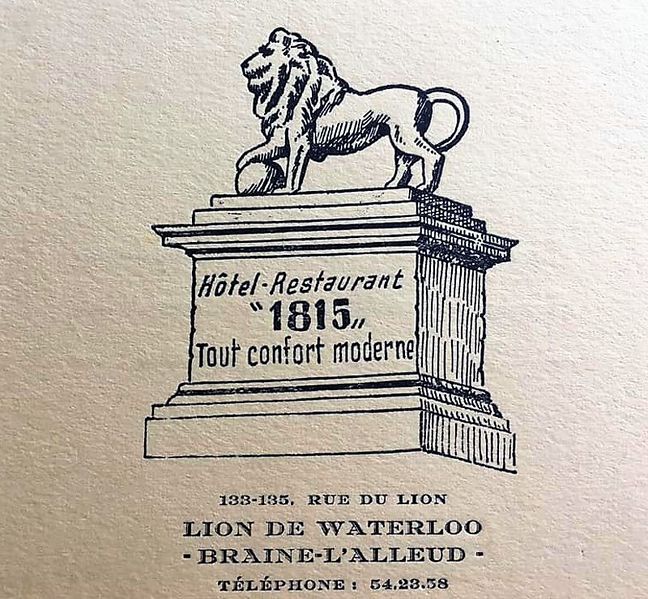 Hôtel-Restaurant
"1815„
Tout confort moderne
133-135, RUE DU LION
LION DE WATERLOO
- BRAINE-L'ALLEUD -
TÉLÉPHONE : 54.23.58